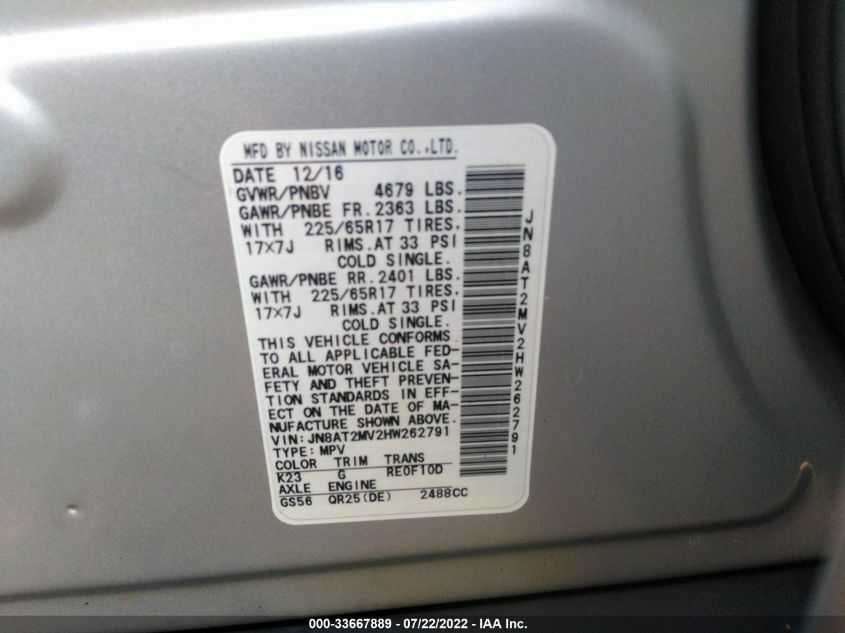 MFD BY NISSAN MOTOR CO.,LTD.
DATE 12/16
GVWR/PNBV 4679 LBS.
GAWR/PNBE FR.2363 LBS.
WITH 225/65R17 TIRES.
17×7J RIMS.AT 33 PSI
COLD SINGLE.
GAWR/PNBE RR.2401 LBS.
WITH 225/65R17 TIRES.
17×7J RIMS.AT 33 PSI
COLD SINGLE.
THIS VEHICLE CONFORMS
TO ALL APPLICABLE FED-
ERAL MOTOR VEHICLE SA-
FETY AND THEFT PREVEN-
TION STANDARDS IN EFF-
ECT ON THE DATE OF MA-
NUFACTURE SHOWN ABOVE.
VIN:JN8AT2MV2HW262791
TYPE:MPV
COLOR TRIM TRANS
K23 G RE0F10D
AXLE ENGINE
GS56 QR25(DE) 2488CC
JN8AT2MV2HW262791
000-33667889 - 07/22/2022 - IAA Inc.